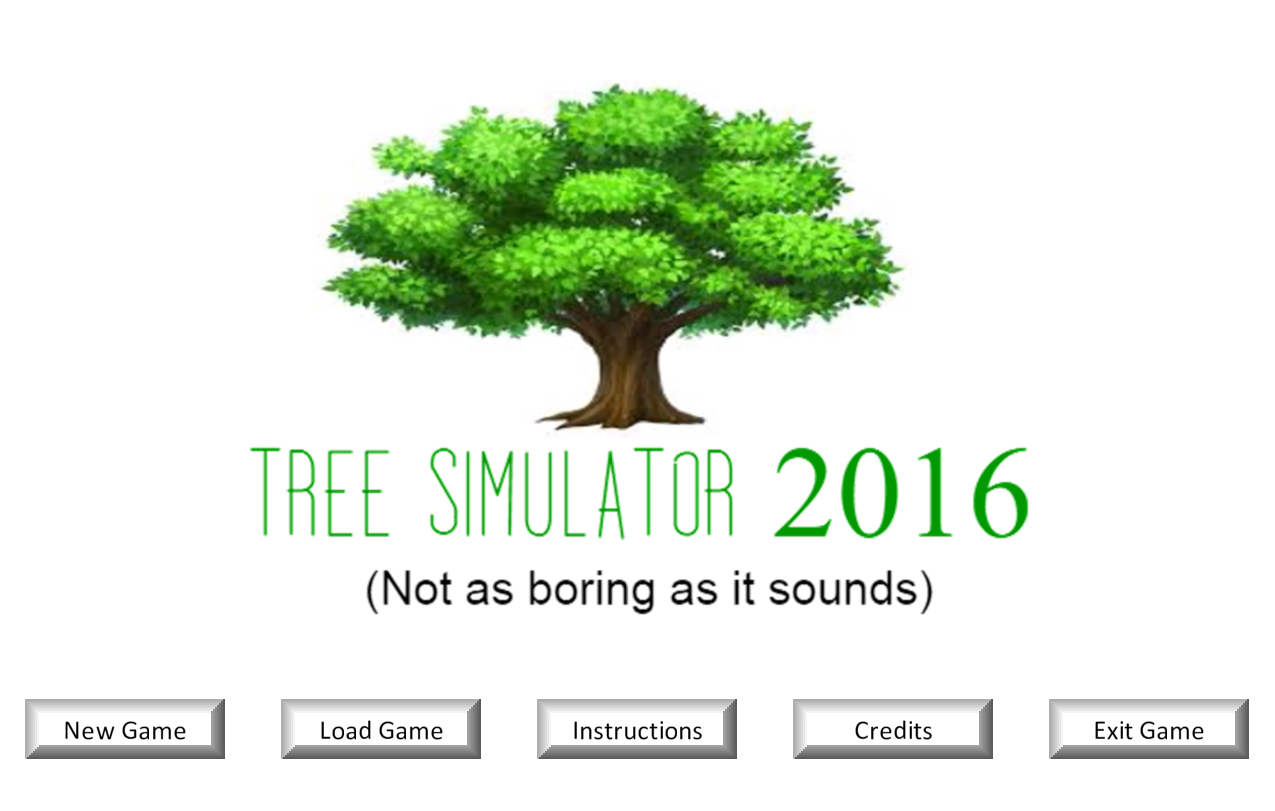 TREE SIMULATOR 2016
(Not as boring as it sounds)
New Game
Load Game
Instructions
Credits
Exit Game